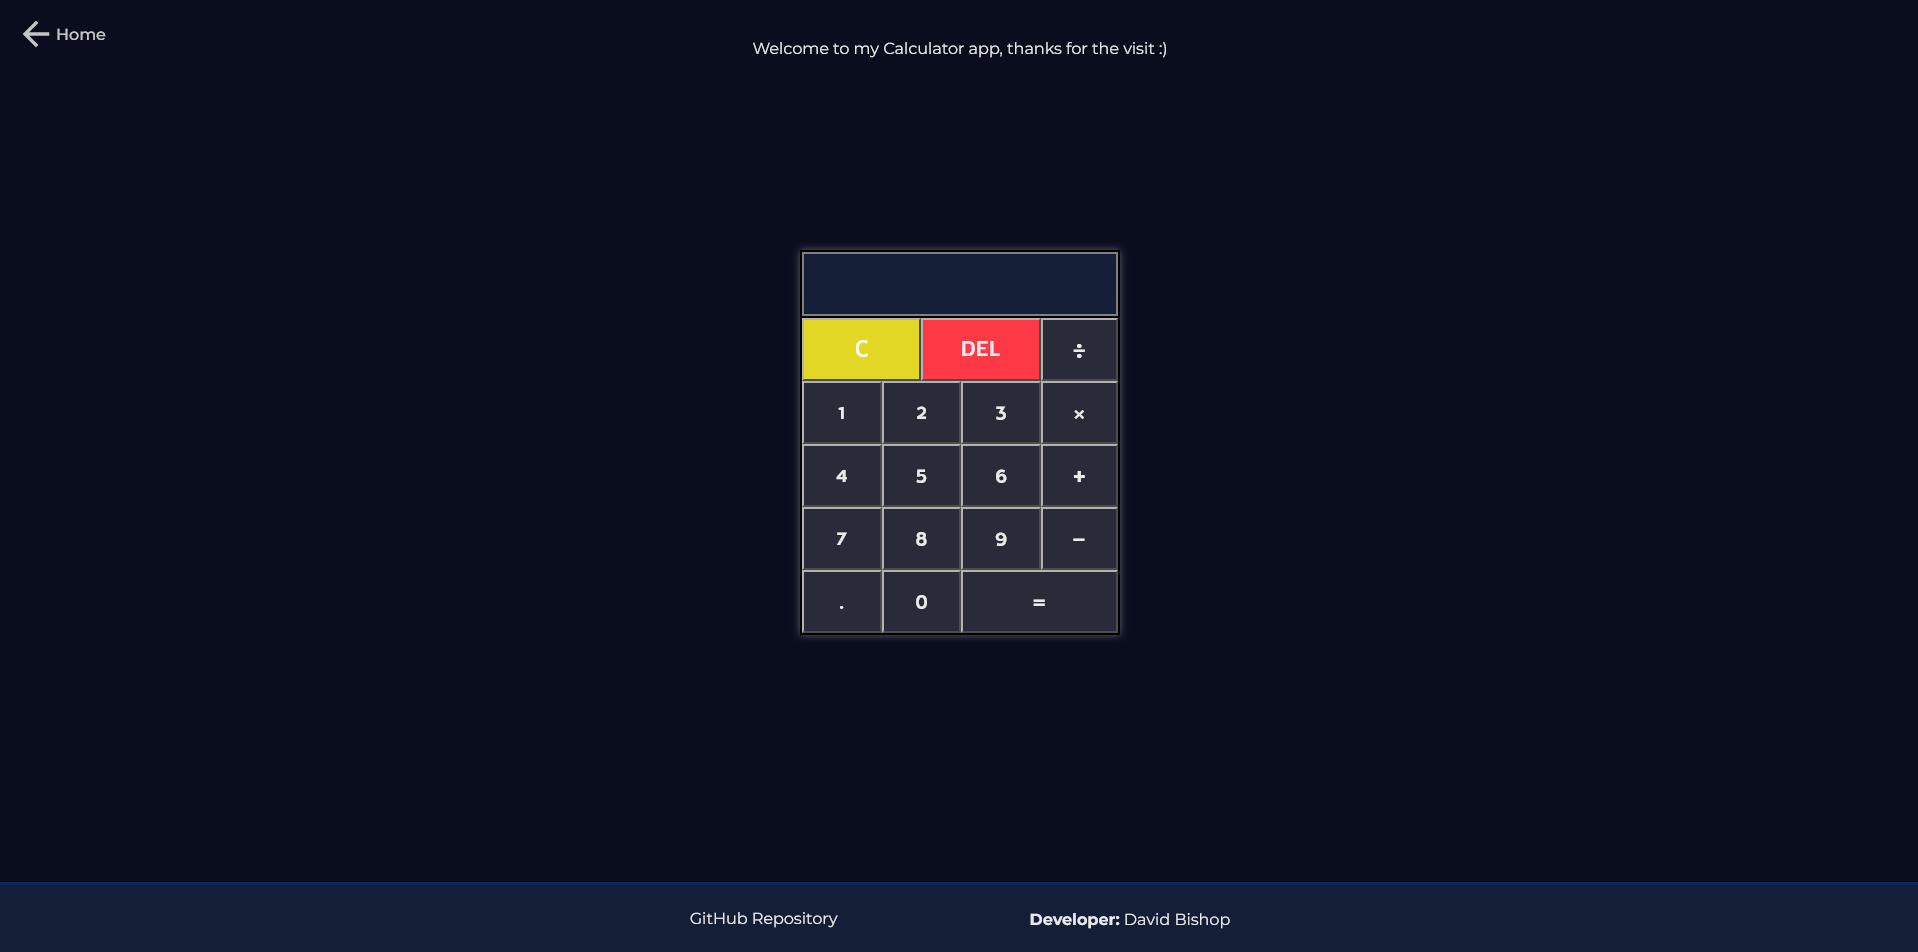 Home
Welcome to my Calculator app, thanks for the visit :)
C DEL ÷
1 2 3 ×
4 5 6 +
7 8 9 −
. 0 =
GitHub Repository
Developer: David Bishop